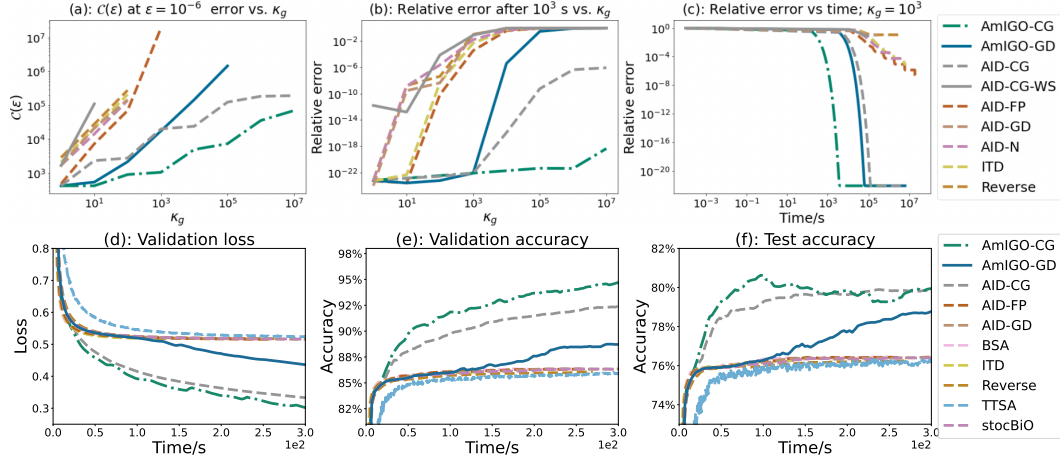 (a): 𝒞(ε) at ε = 10⁻⁶ error vs. κ_g
(b): Relative error after 10³ s vs. κ_g
(c): Relative error vs time; κ_g = 10³
𝒞(ε)
10⁷
10⁶
10⁵
10⁴
10³
10¹
10³
10⁵
10⁷
κ_g
Relative error
10⁻²
10⁻⁶
10⁻¹⁰
10⁻¹⁴
10⁻¹⁸
10⁻²²
10¹
10³
10⁵
10⁷
κ_g
Relative error
10⁰
10⁻⁵
10⁻¹⁰
10⁻¹⁵
10⁻²⁰
10⁻³
10⁻¹
10¹
10³
10⁵
10⁷
Time/s
AmIGO-CG
AmIGO-GD
AID-CG
AID-CG-WS
AID-FP
AID-GD
AID-N
ITD
Reverse
(d): Validation loss
Loss
0.8
0.7
0.6
0.5
0.4
0.3
0.0
0.5
1.0
1.5
2.0
2.5
3.0
1e2
Time/s
(e): Validation accuracy
Accuracy
98%
95%
92%
90%
88%
85%
82%
0.0
0.5
1.0
1.5
2.0
2.5
3.0
1e2
Time/s
(f): Test accuracy
Accuracy
82%
80%
78%
76%
74%
0.0
0.5
1.0
1.5
2.0
2.5
3.0
1e2
Time/s
AmIGO-CG
AmIGO-GD
AID-CG
AID-FP
AID-GD
BSA
ITD
Reverse
TTSA
stocBiO